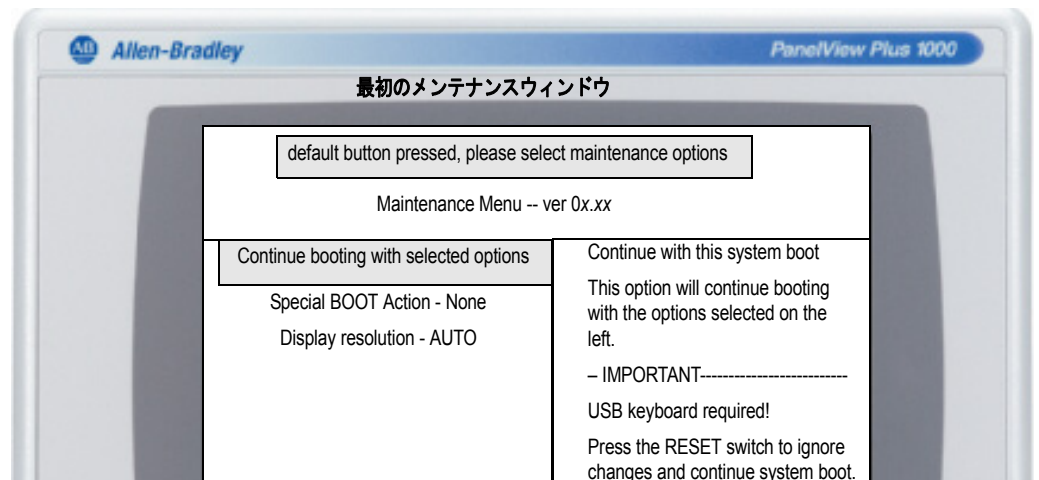 Allen-Bradley
PanelView Plus 1000
最初のメンテナンスウィンドウ
default button pressed, please select maintenance options
Maintenance Menu -- ver 0x.xx
Continue booting with selected options
Special BOOT Action - None
Display resolution - AUTO
Continue with this system boot
This option will continue booting
with the options selected on the
left.
– IMPORTANT--------------------------
USB keyboard required!
Press the RESET switch to ignore
changes and continue system boot.